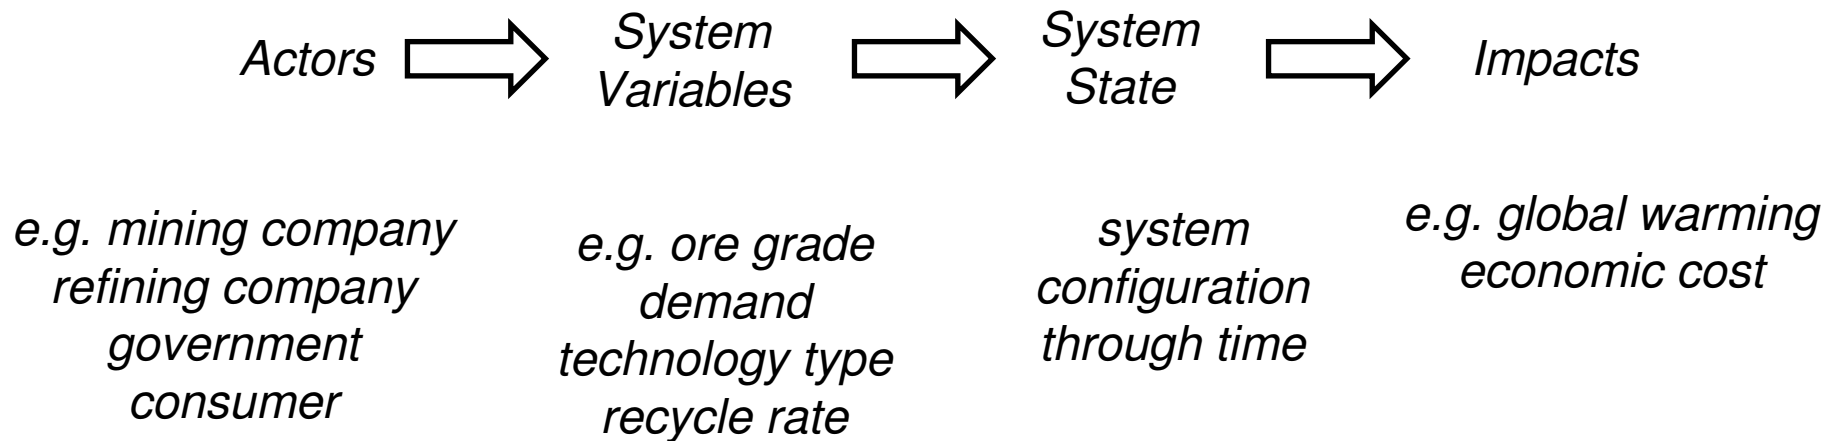 Actors
System
Variables
System
State
Impacts
e.g. mining company
refining company
government
consumer
e.g. ore grade
demand
technology type
recycle rate
system
configuration
through time
e.g. global warming
economic cost